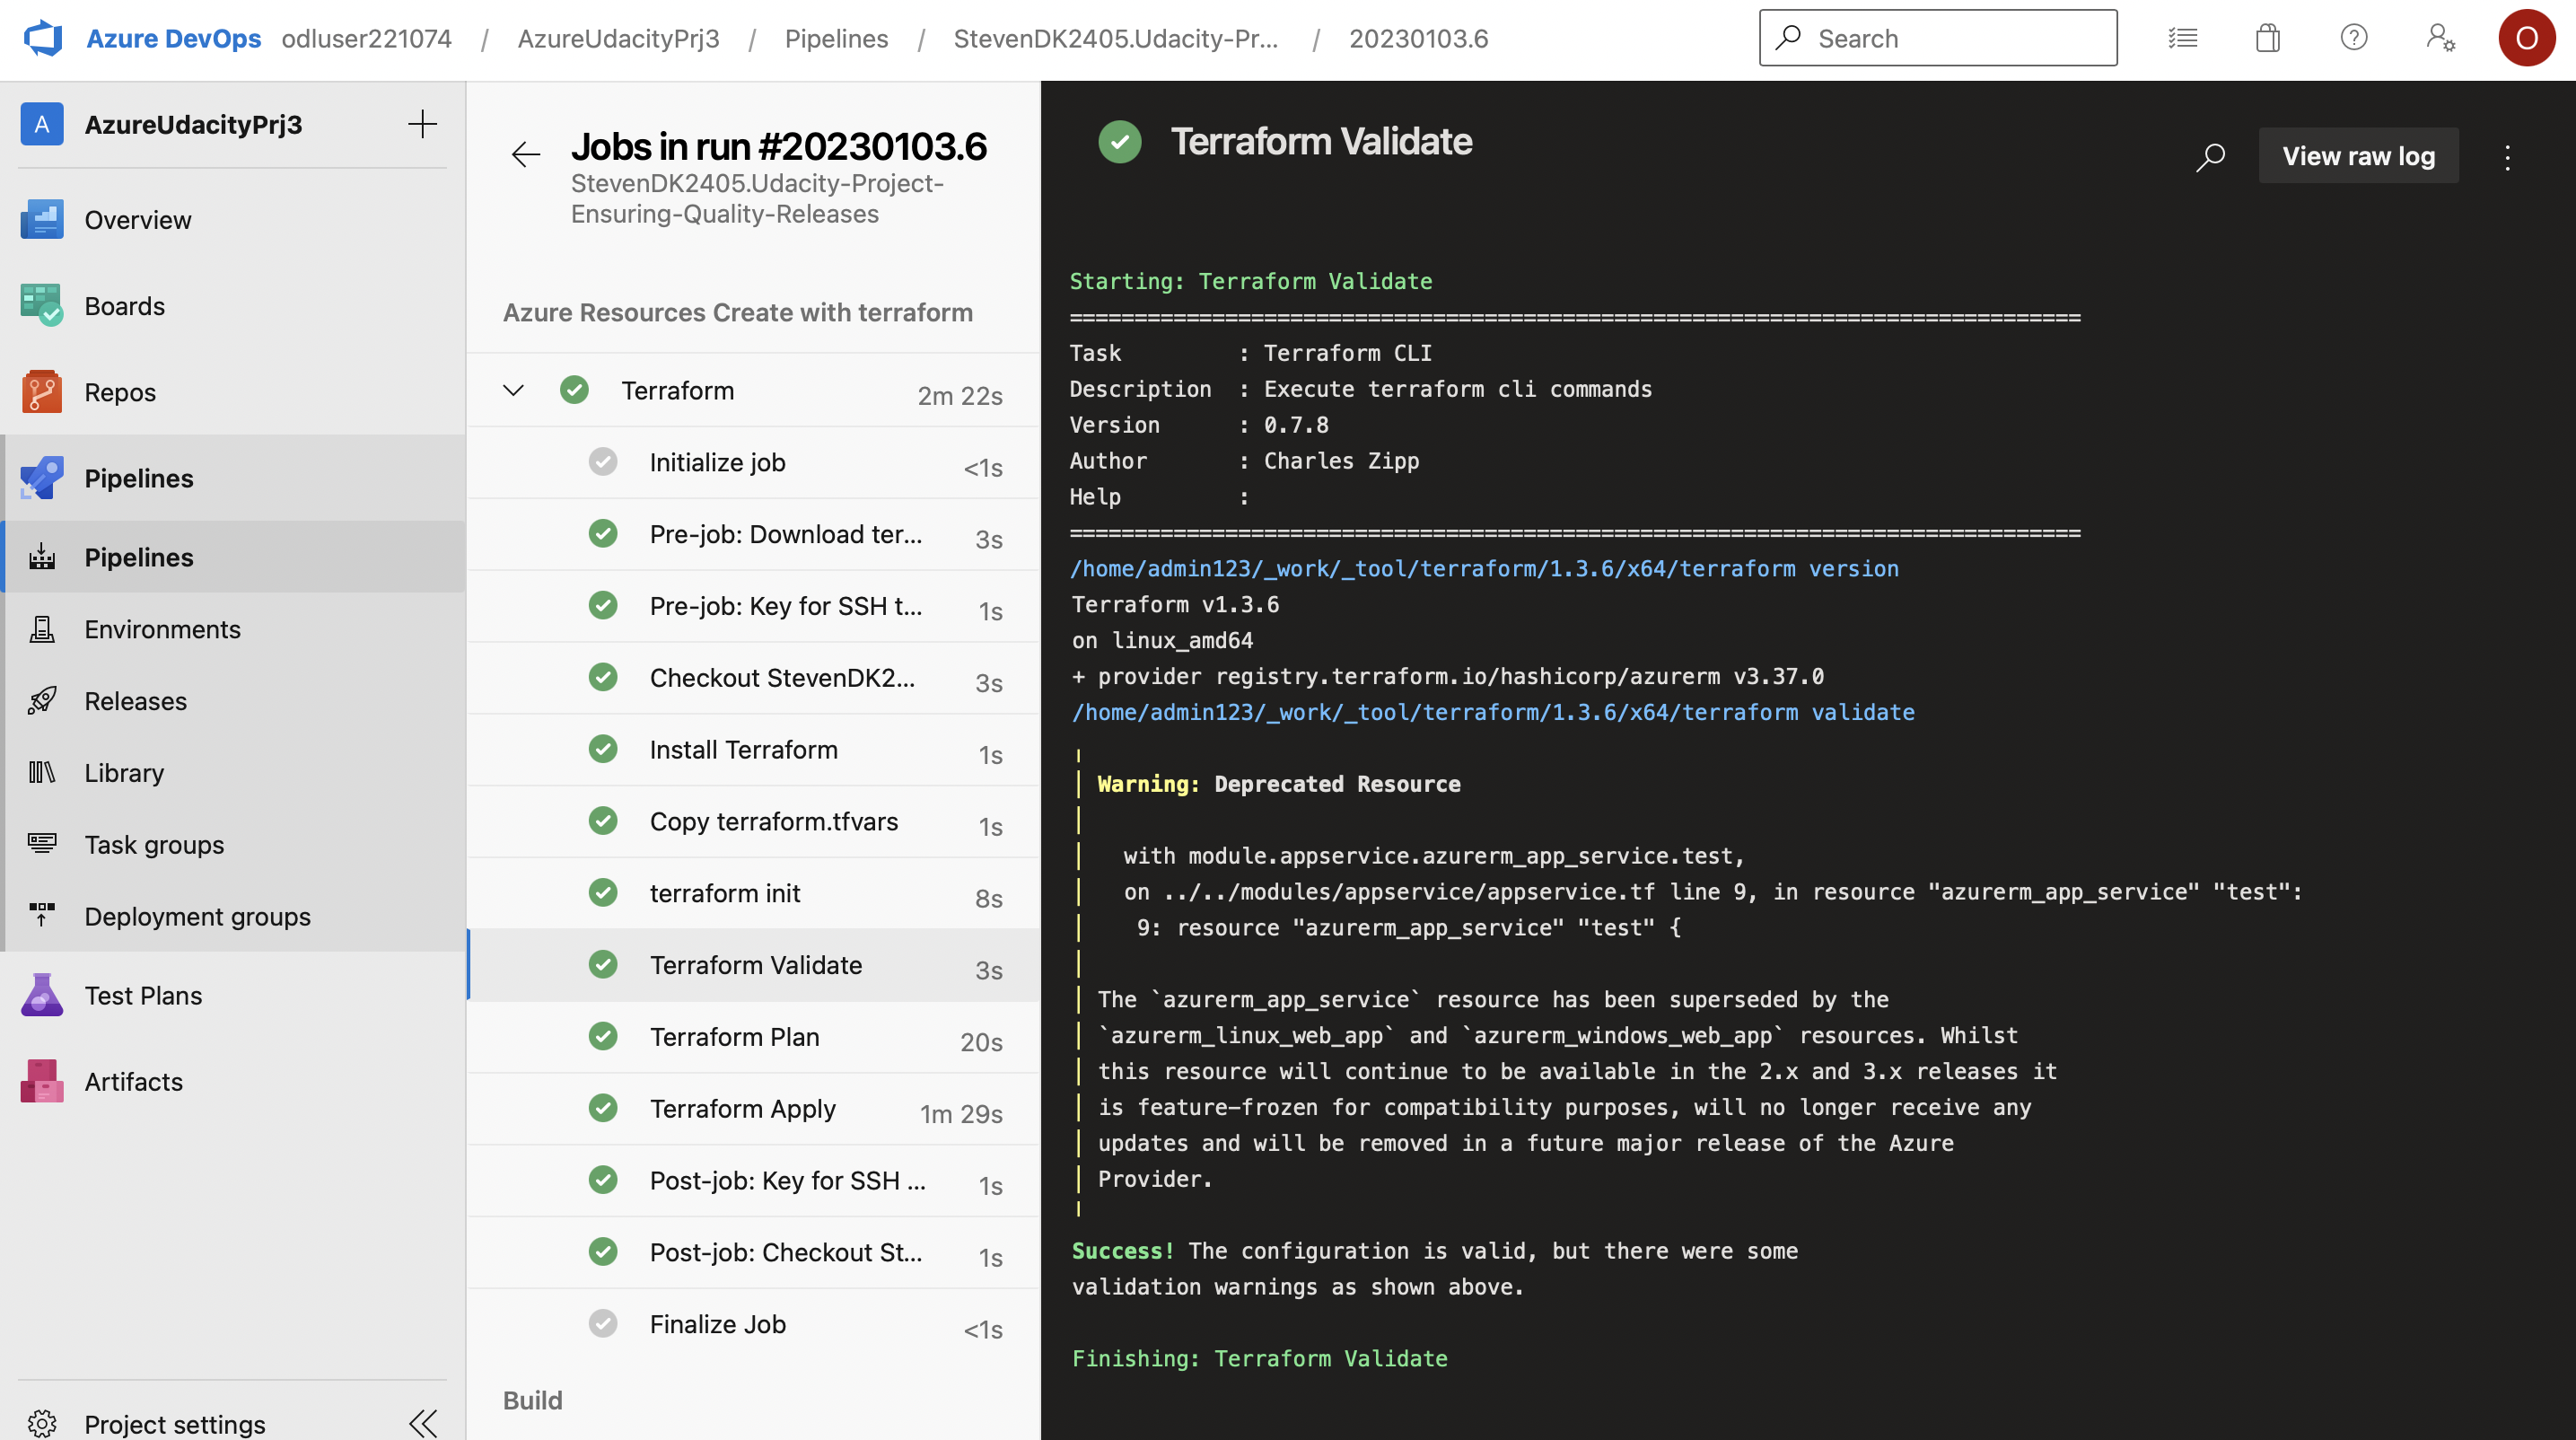 Azure DevOps odluser221074 / AzureUdacityPrj3 / Pipelines / StevenDK2405.Udacity-Pr... / 20230103.6
Search
O
A AzureUdacityPrj3
Overview
Boards
Repos
Pipelines
Pipelines
Environments
Releases
Library
Task groups
Deployment groups
Test Plans
Artifacts
Project settings
Jobs in run #20230103.6
StevenDK2405.Udacity-Project-
Ensuring-Quality-Releases
Azure Resources Create with terraform
Terraform 2m 22s
Initialize job <1s
Pre-job: Download ter... 3s
Pre-job: Key for SSH t... 1s
Checkout StevenDK2... 3s
Install Terraform 1s
Copy terraform.tfvars 1s
terraform init 8s
Terraform Validate 3s
Terraform Plan 20s
Terraform Apply 1m 29s
Post-job: Key for SSH ... 1s
Post-job: Checkout St... 1s
Finalize Job <1s
Build
Terraform Validate
View raw log
Starting: Terraform Validate
==============================================================================
Task         : Terraform CLI
Description  : Execute terraform cli commands
Version      : 0.7.8
Author       : Charles Zipp
Help         :
==============================================================================
/home/admin123/_work/_tool/terraform/1.3.6/x64/terraform version
Terraform v1.3.6
on linux_amd64
+ provider registry.terraform.io/hashicorp/azurerm v3.37.0
/home/admin123/_work/_tool/terraform/1.3.6/x64/terraform validate
Warning: Deprecated Resource
with module.appservice.azurerm_app_service.test,
on ../../modules/appservice/appservice.tf line 9, in resource "azurerm_app_service" "test":
9: resource "azurerm_app_service" "test" {
The `azurerm_app_service` resource has been superseded by the
`azurerm_linux_web_app` and `azurerm_windows_web_app` resources. Whilst
this resource will continue to be available in the 2.x and 3.x releases it
is feature-frozen for compatibility purposes, will no longer receive any
updates and will be removed in a future major release of the Azure
Provider.
Success! The configuration is valid, but there were some
validation warnings as shown above.
Finishing: Terraform Validate